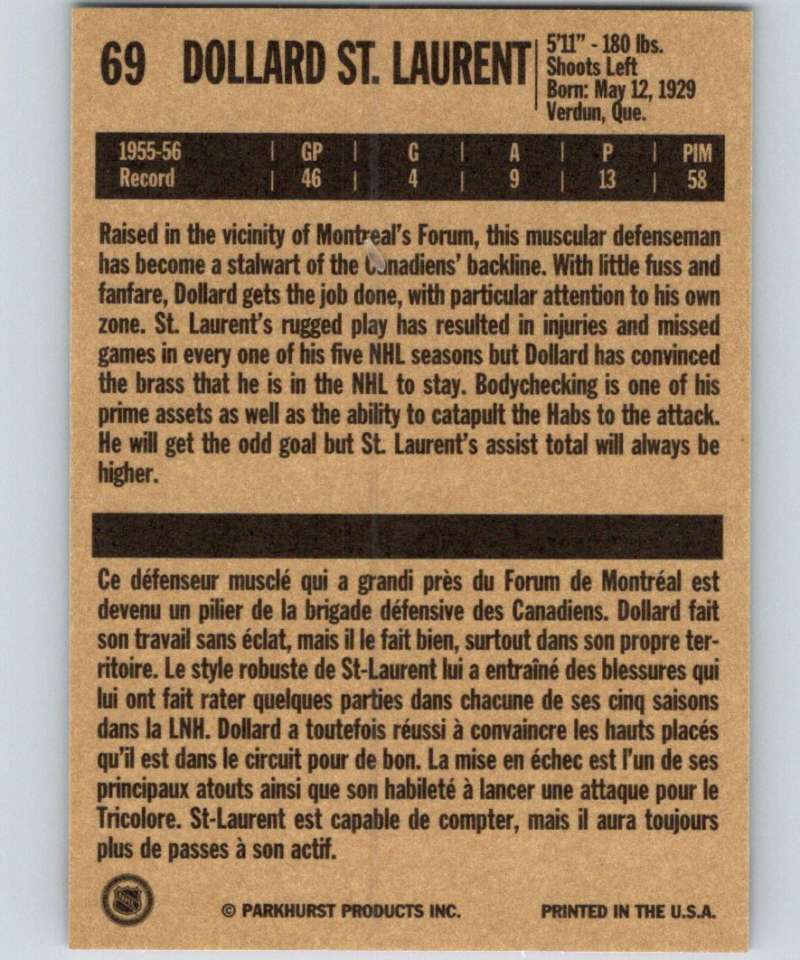 69 DOLLARD ST. LAURENT
5'11" - 180 lbs.
Shoots Left
Born: May 12, 1929
Verdun, Que.
1955-56 | GP | G | A | P | PIM
Record | 46 | 4 | 9 | 13 | 58
Raised in the vicinity of Montreal's Forum, this muscular defenseman
has become a stalwart of the Canadiens' backline. With little fuss and
fanfare, Dollard gets the job done, with particular attention to his own
zone. St. Laurent's rugged play has resulted in injuries and missed
games in every one of his five NHL seasons but Dollard has convinced
the brass that he is in the NHL to stay. Bodychecking is one of his
prime assets as well as the ability to catapult the Habs to the attack.
He will get the odd goal but St. Laurent's assist total will always be
higher.
Ce défenseur musclé qui a grandi près du Forum de Montréal est
devenu un pilier de la brigade défensive des Canadiens. Dollard fait
son travail sans éclat, mais il le fait bien, surtout dans son propre ter-
ritoire. Le style robuste de St-Laurent lui a entraîné des blessures qui
lui ont fait rater quelques parties dans chacune de ses cinq saisons
dans la LNH. Dollard a toutefois réussi à convaincre les hauts placés
qu'il est dans le circuit pour de bon. La mise en échec est l'un de ses
principaux atouts ainsi que son habileté à lancer une attaque pour le
Tricolore. St-Laurent est capable de compter, mais il aura toujours
plus de passes à son actif.
© PARKHURST PRODUCTS INC. PRINTED IN THE U.S.A.